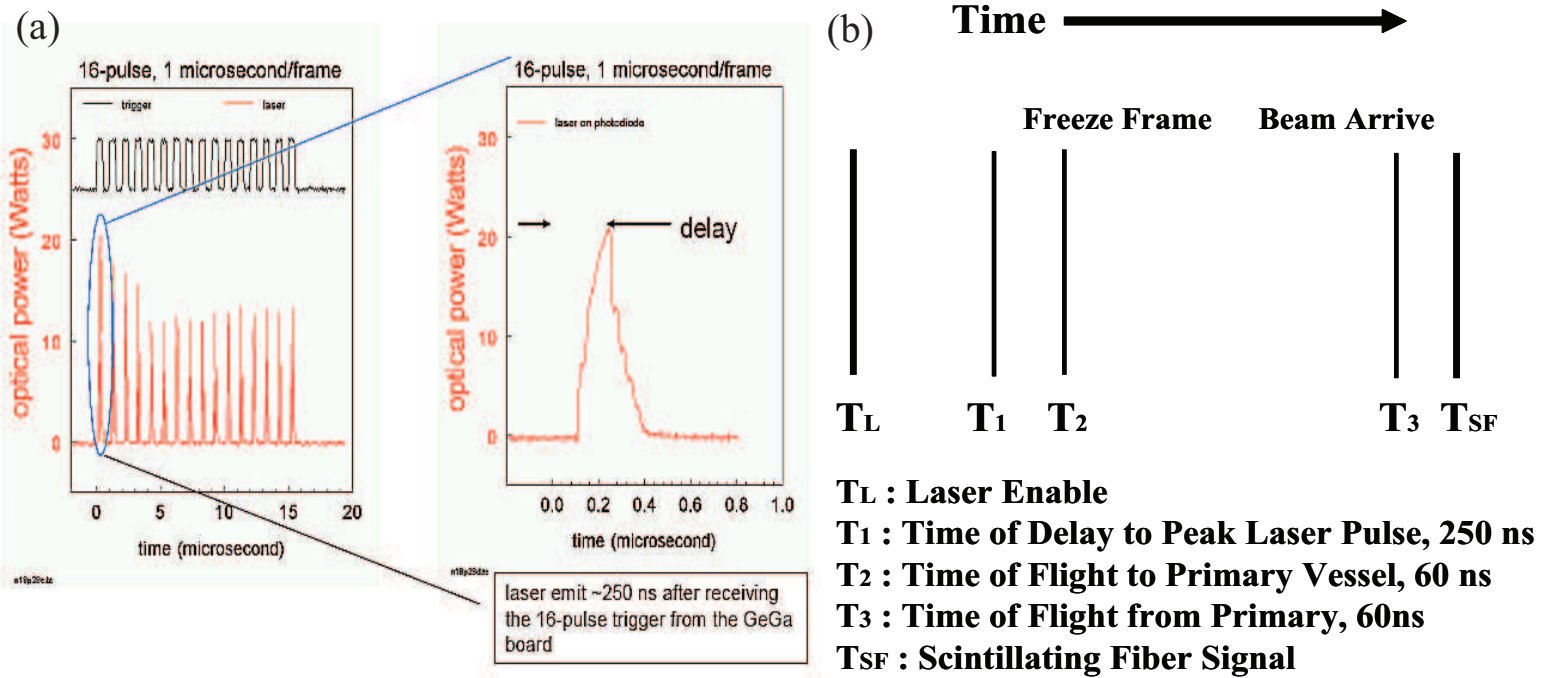 (a)
16-pulse, 1 microsecond/frame
trigger
laser
optical power (Watts)
30
20
10
0
0
5
10
15
20
time (microsecond)
16-pulse, 1 microsecond/frame
laser on photodiode
delay
optical power (Watts)
30
20
10
0
0.0
0.2
0.4
0.6
0.8
1.0
time (microsecond)
laser emit ~250 ns after receiving
the 16-pulse trigger from the GeGa
board
(b)
Time
Freeze Frame
Beam Arrive
TL
T1
T2
T3
TSF
TL : Laser Enable
T1 : Time of Delay to Peak Laser Pulse, 250 ns
T2 : Time of Flight to Primary Vessel, 60 ns
T3 : Time of Flight from Primary, 60ns
TSF : Scintillating Fiber Signal